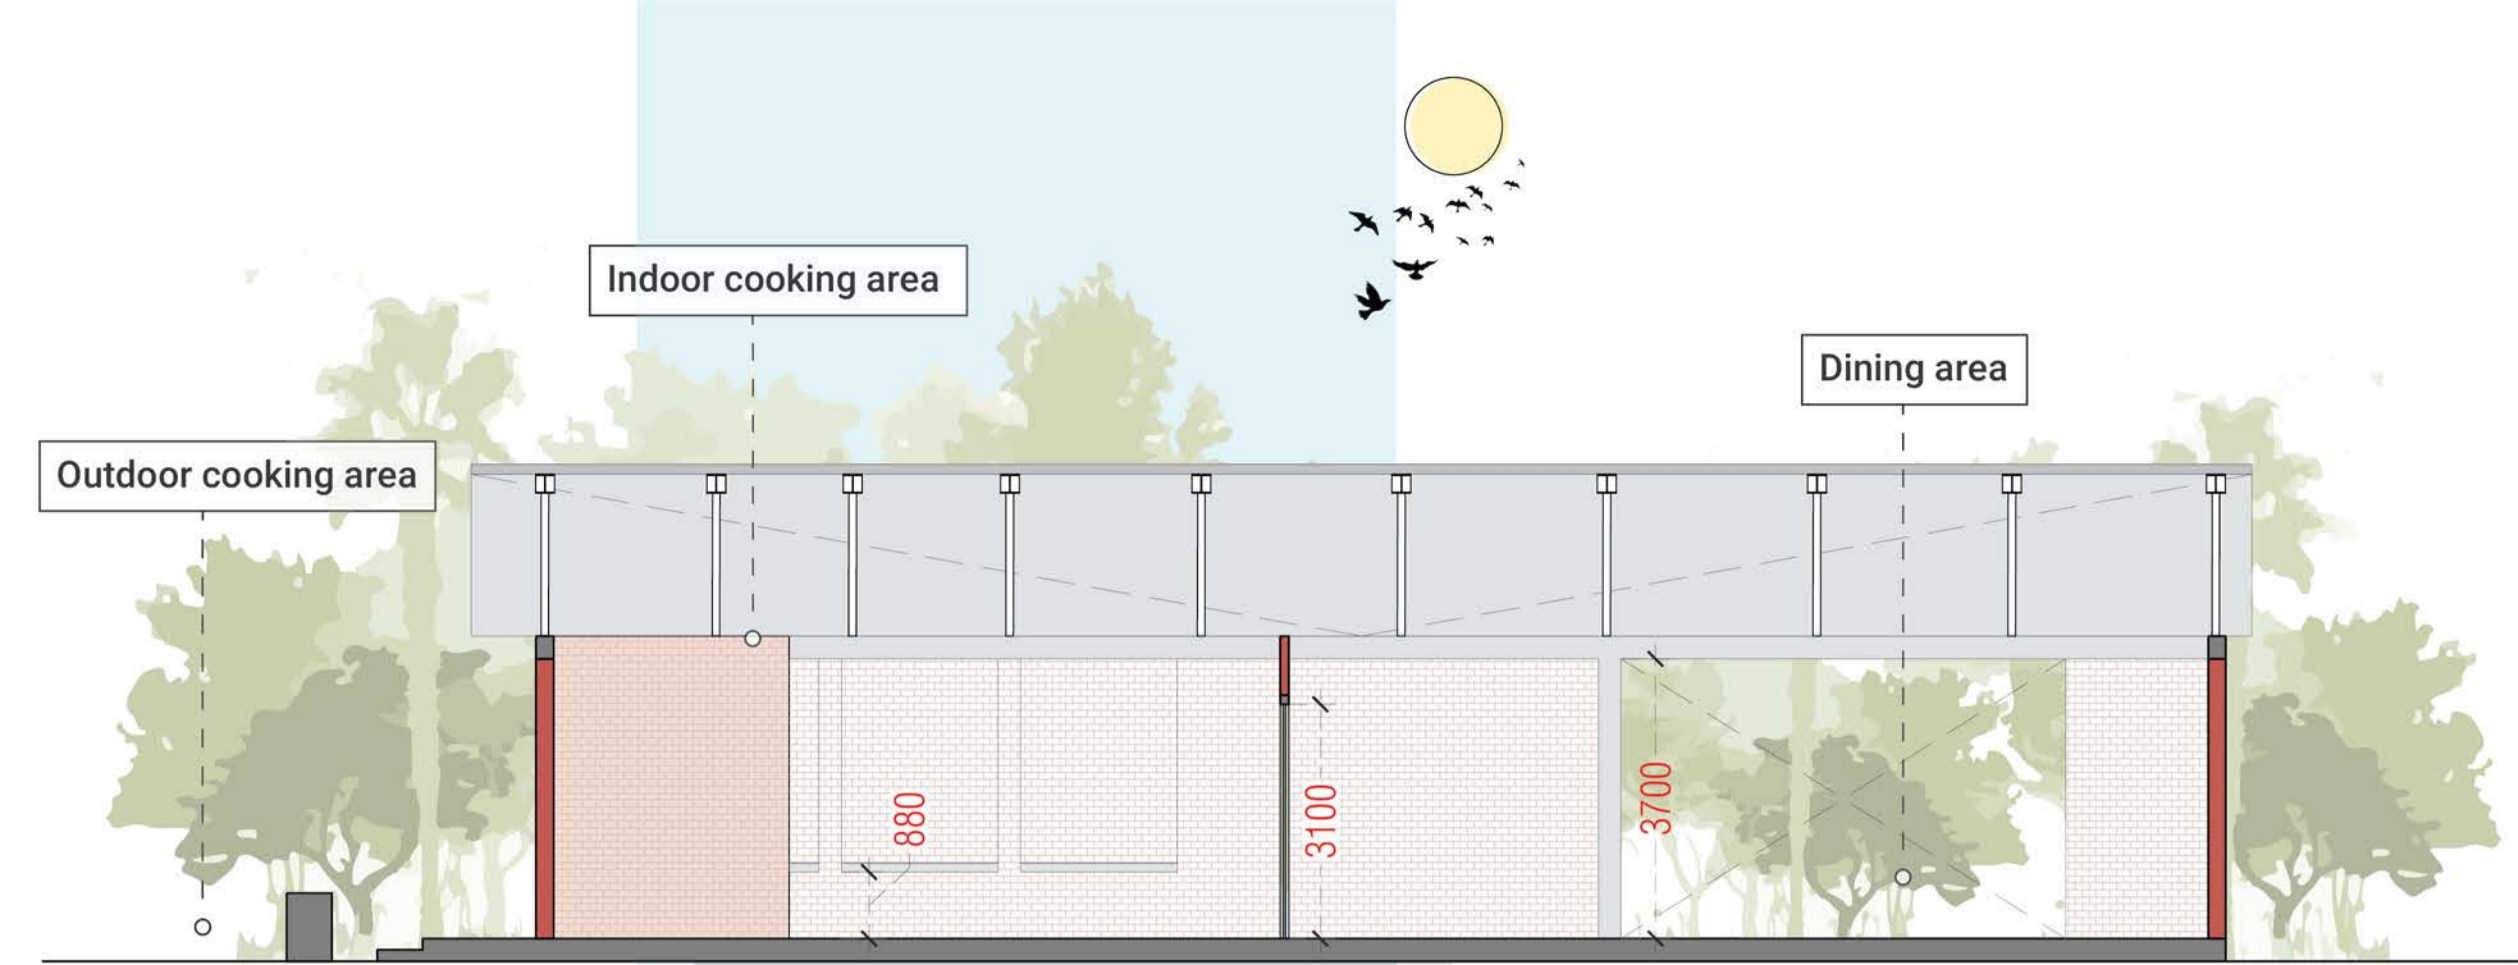 Indoor cooking area
Dining area
Outdoor cooking area
880
3100
3700